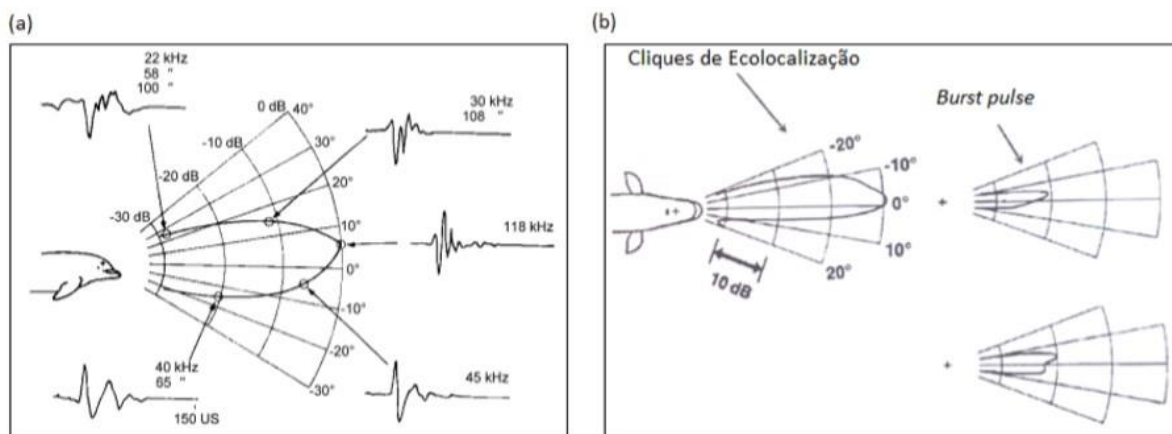 (a)
22 kHz
58 "
100 "
0 dB
40°
-10 dB
30°
-20 dB
20°
-30 dB
10°
0°
-10°
-20°
-30°
30 kHz
108 "
118 kHz
45 kHz
40 kHz
65 "
150 US
(b)
Cliques de Ecolocalização
Burst pulse
-20°
-10°
0°
10°
20°
10 dB